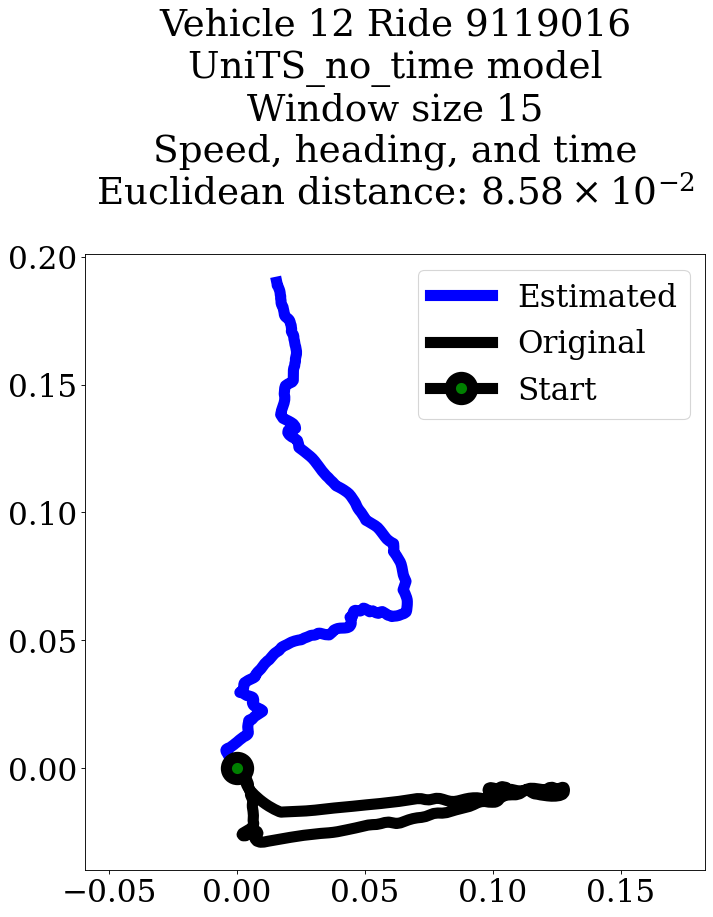 Vehicle 12 Ride 9119016
UniTS_no_time model
Window size 15
Speed, heading, and time
Euclidean distance: 8.58 × 10⁻²
0.20
0.15
0.10
0.05
0.00
Estimated
Original
Start
−0.05 0.00 0.05 0.10 0.15